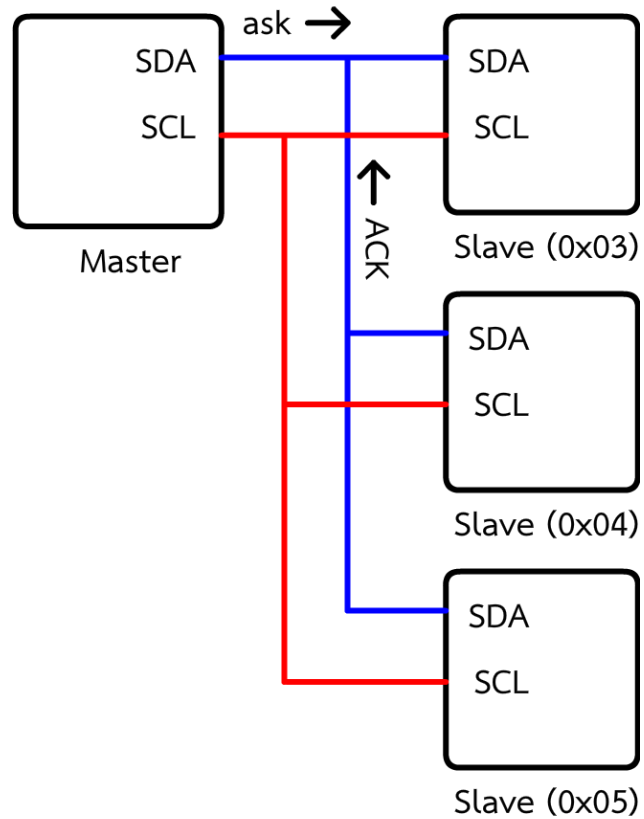 ask →
SDA
SCL
Master
SDA
SCL
Slave (0x03)
ACK
SDA
SCL
Slave (0x04)
SDA
SCL
Slave (0x05)